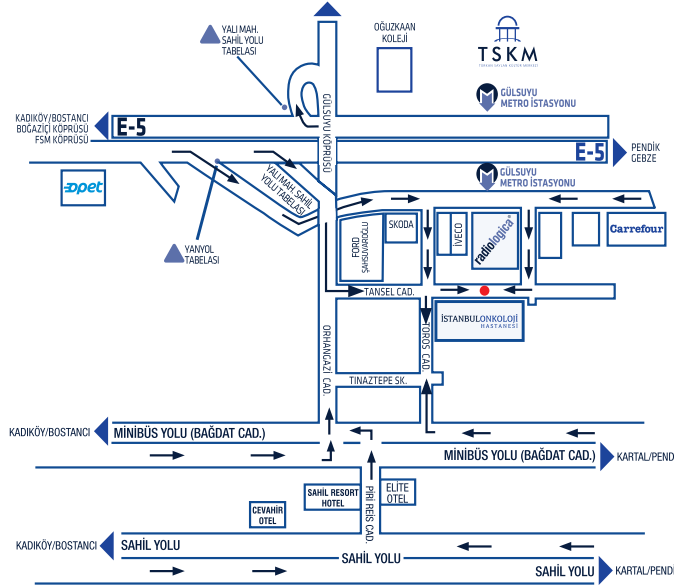 YALI MAH.
SAHİL YOLU
TABELASI
OĞUZKAAN
KOLEJİ
TSKM
GÜLSUYU
METRO İSTASYONU
KADIKÖY/BOSTANCI
BOĞAZİÇİ KÖPRÜSÜ
FSM KÖPRÜSÜ
E-5
GÜLSUYU KÖPRÜSÜ
E-5
PENDİK
GEBZE
opet
YALI MAH. SAHİL
YOLU TABELASI
GÜLSUYU
METRO İSTASYONU
YANYOL
TABELASI
FORD
ŞAHSUVAROĞLU
SKODA
İVECO
radiologica
Carrefour
TANSEL CAD.
İSTANBULONKOLOJİ
HASTANESİ
ORHANGAZİ CAD.
TOROS CAD.
TINAZTEPE SK.
KADIKÖY/BOSTANCI
MİNİBÜS YOLU (BAĞDAT CAD.)
MİNİBÜS YOLU (BAĞDAT CAD.)
KARTAL/PEND
SAHİL RESORT
HOTEL
ELİTE
OTEL
CEVAHİR
OTEL
PİRİ REİS CAD.
KADIKÖY/BOSTANCI
SAHİL YOLU
SAHİL YOLU
SAHİL YOLU
KARTAL/PENDİ